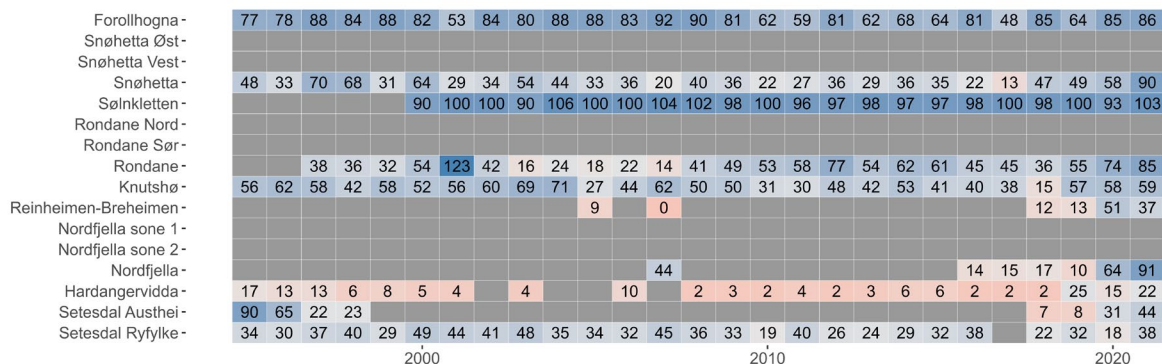 Forollhogna 77 78 88 84 88 82 53 84 80 88 88 83 92 90 81 62 59 81 62 68 64 81 48 85 64 85 86
Snøhetta Øst
Snøhetta Vest
Snøhetta 48 33 70 68 31 64 29 34 54 44 33 36 20 40 36 22 27 36 29 36 35 22 13 47 49 58 90
Sølnkletten 90 100 100 90 106 100 100 104 102 98 100 96 97 98 97 97 98 100 98 100 93 103
Rondane Nord
Rondane Sør
Rondane 38 36 32 54 123 42 16 24 18 22 14 41 49 53 58 77 54 62 61 45 45 36 55 74 85
Knutshø 56 62 58 42 58 52 56 60 69 71 27 44 62 50 50 31 30 48 42 53 41 40 38 15 57 58 59
Reinheimen-Breheimen 9 0 12 13 51 37
Nordfjella sone 1
Nordfjella sone 2
Nordfjella 44 14 15 17 10 64 91
Hardangervidda 17 13 13 6 8 5 4 4 10 2 3 2 4 2 3 6 6 2 2 2 25 15 22
Setesdal Austhei 90 65 22 23 7 8 31 44
Setesdal Ryfylke 34 30 37 40 29 49 44 41 48 35 34 32 45 36 33 19 40 26 24 29 32 38 22 32 18 38
2000 2010 2020